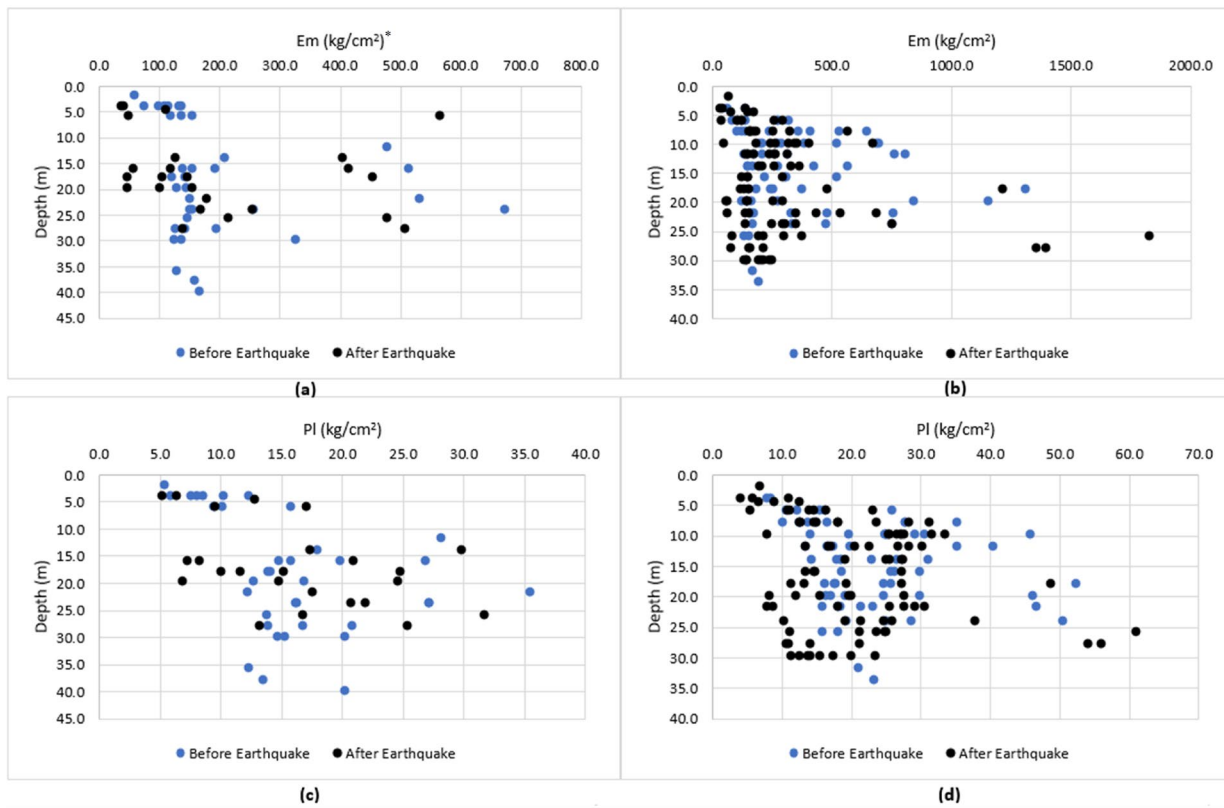 Em (kg/cm²)*
0.0 100.0 200.0 300.0 400.0 500.0 600.0 700.0 800.0
0.0
5.0
10.0
15.0
20.0
25.0
30.0
35.0
40.0
45.0
Depth (m)
Before Earthquake After Earthquake
(a)
Em (kg/cm²)
0.0 500.0 1000.0 1500.0 2000.0
0.0
5.0
10.0
15.0
20.0
25.0
30.0
35.0
40.0
Depth (m)
Before Earthquake After Earthquake
(b)
Pl (kg/cm²)
0.0 5.0 10.0 15.0 20.0 25.0 30.0 35.0 40.0
0.0
5.0
10.0
15.0
20.0
25.0
30.0
35.0
40.0
45.0
Depth (m)
Before Earthquake After Earthquake
(c)
Pl (kg/cm²)
0.0 10.0 20.0 30.0 40.0 50.0 60.0 70.0
0.0
5.0
10.0
15.0
20.0
25.0
30.0
35.0
40.0
Depth (m)
Before Earthquake After Earthquake
(d)